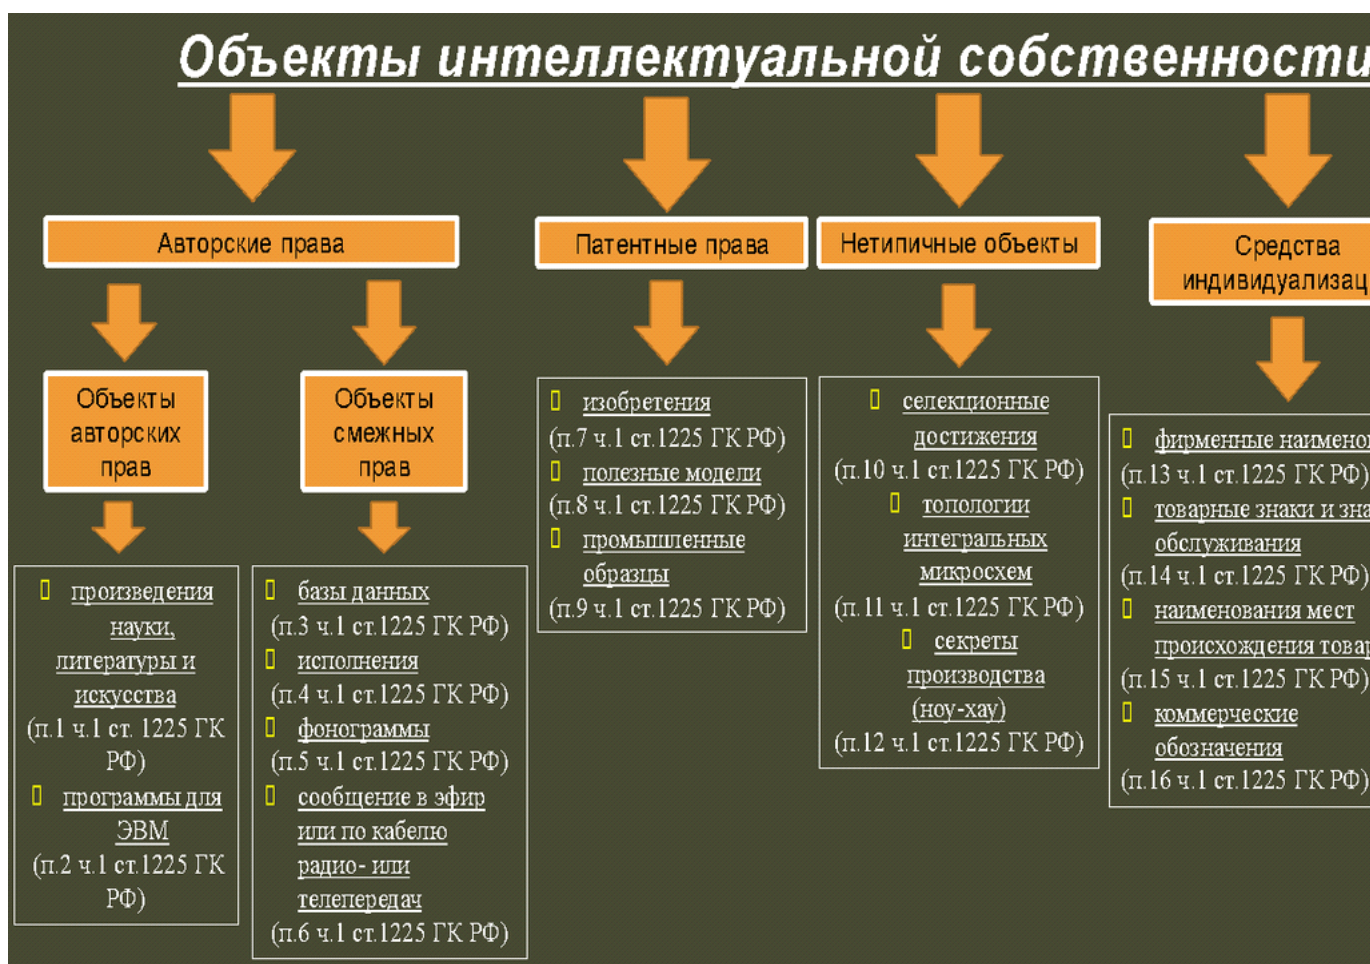 Объекты интеллектуальной собственности
Авторские права
Патентные права
Нетипичные объекты
Средства
индивидуализац
Объекты
авторских
прав
Объекты
смежных
прав
произведения
науки,
литературы и
искусства
(п.1 ч.1 ст. 1225 ГК
РФ)
программы для
ЭВМ
(п.2 ч.1 ст.1225 ГК
РФ)
базы данных
(п.3 ч.1 ст.1225 ГК РФ)
исполнения
(п.4 ч.1 ст.1225 ГК РФ)
фонограммы
(п.5 ч.1 ст.1225 ГК РФ)
сообщение в эфир
или по кабелю
радио- или
телепередач
(п.6 ч.1 ст.1225 ГК РФ)
изобретения
(п.7 ч.1 ст.1225 ГК РФ)
полезные модели
(п.8 ч.1 ст.1225 ГК РФ)
промышленные
образцы
(п.9 ч.1 ст.1225 ГК РФ)
селекционные
достижения
(п.10 ч.1 ст.1225 ГК РФ)
топологии
интегральных
микросхем
(п.11 ч.1 ст.1225 ГК РФ)
секреты
производства
(ноу-хау)
(п.12 ч.1 ст.1225 ГК РФ)
фирменные наимено
(п.13 ч.1 ст.1225 ГК РФ)
товарные знаки и зна
обслуживания
(п.14 ч.1 ст.1225 ГК РФ)
наименования мест
происхождения товар
(п.15 ч.1 ст.1225 ГК РФ)
коммерческие
обозначения
(п.16 ч.1 ст.1225 ГК РФ)